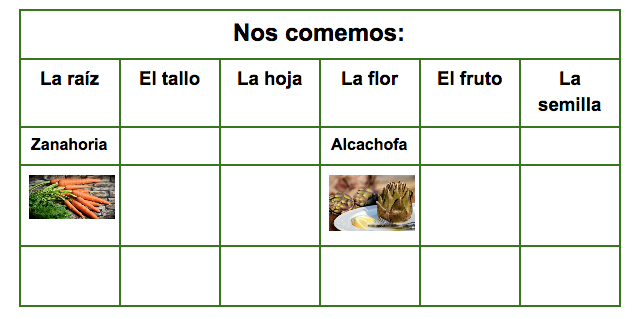 Nos comemos:
La raíz El tallo La hoja La flor El fruto La semilla
Zanahoria Alcachofa